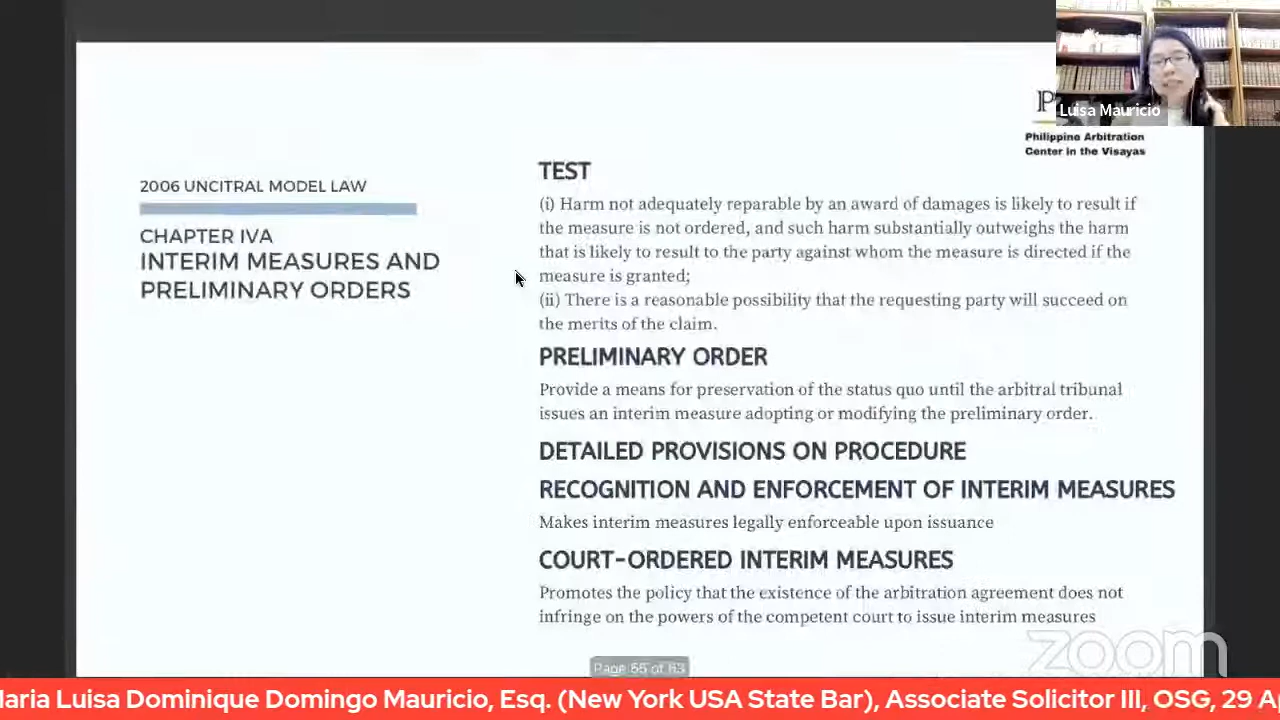 Luisa Mauricio
P
Philippine Arbitration
Center in the Visayas
2006 UNCITRAL MODEL LAW
CHAPTER IVA
INTERIM MEASURES AND
PRELIMINARY ORDERS
TEST
(i) Harm not adequately reparable by an award of damages is likely to result if
the measure is not ordered, and such harm substantially outweighs the harm
that is likely to result to the party against whom the measure is directed if the
measure is granted;
(ii) There is a reasonable possibility that the requesting party will succeed on
the merits of the claim.
PRELIMINARY ORDER
Provide a means for preservation of the status quo until the arbitral tribunal
issues an interim measure adopting or modifying the preliminary order.
DETAILED PROVISIONS ON PROCEDURE
RECOGNITION AND ENFORCEMENT OF INTERIM MEASURES
Makes interim measures legally enforceable upon issuance
COURT-ORDERED INTERIM MEASURES
Promotes the policy that the existence of the arbitration agreement does not
infringe on the powers of the competent court to issue interim measures
zoom
Page 55 of 63
Maria Luisa Dominique Domingo Mauricio, Esq. (New York USA State Bar), Associate Solicitor III, OSG, 29 A